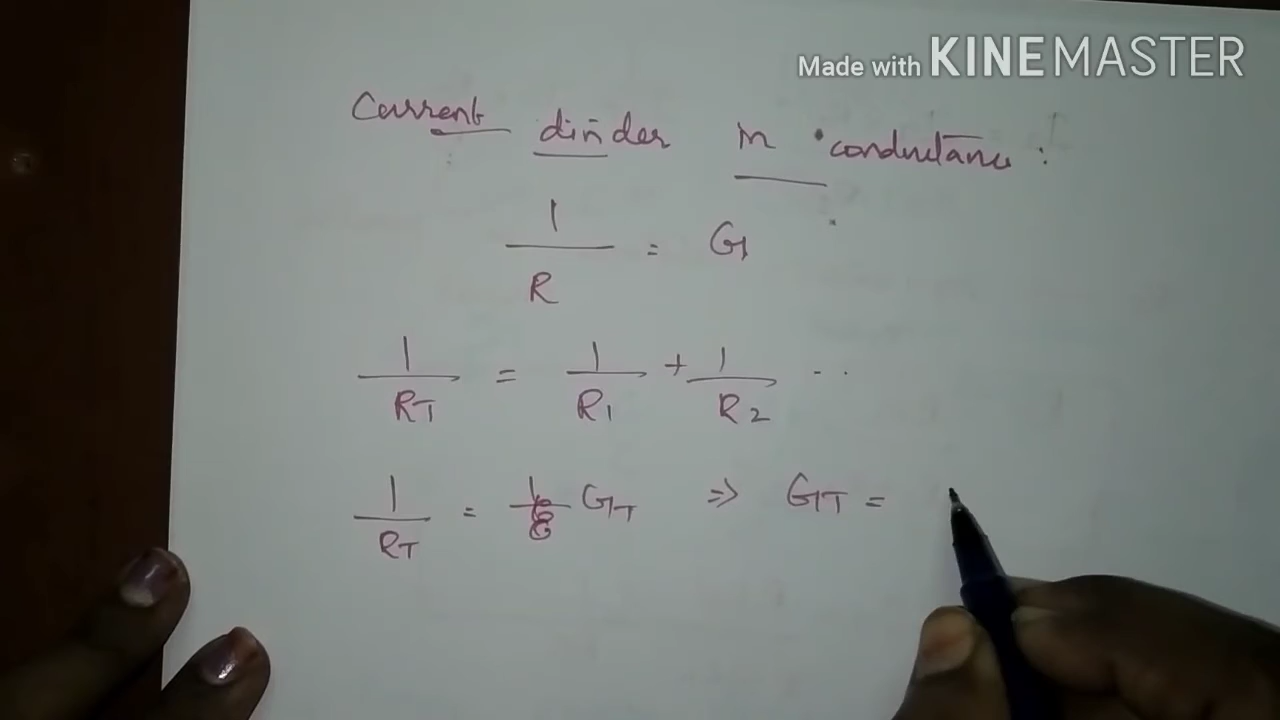 Made with KINEMASTER
Current divider in conductance :
1/R = G
1/RT = 1/R1 + 1/R2 ..
1/RT = GT => GT =